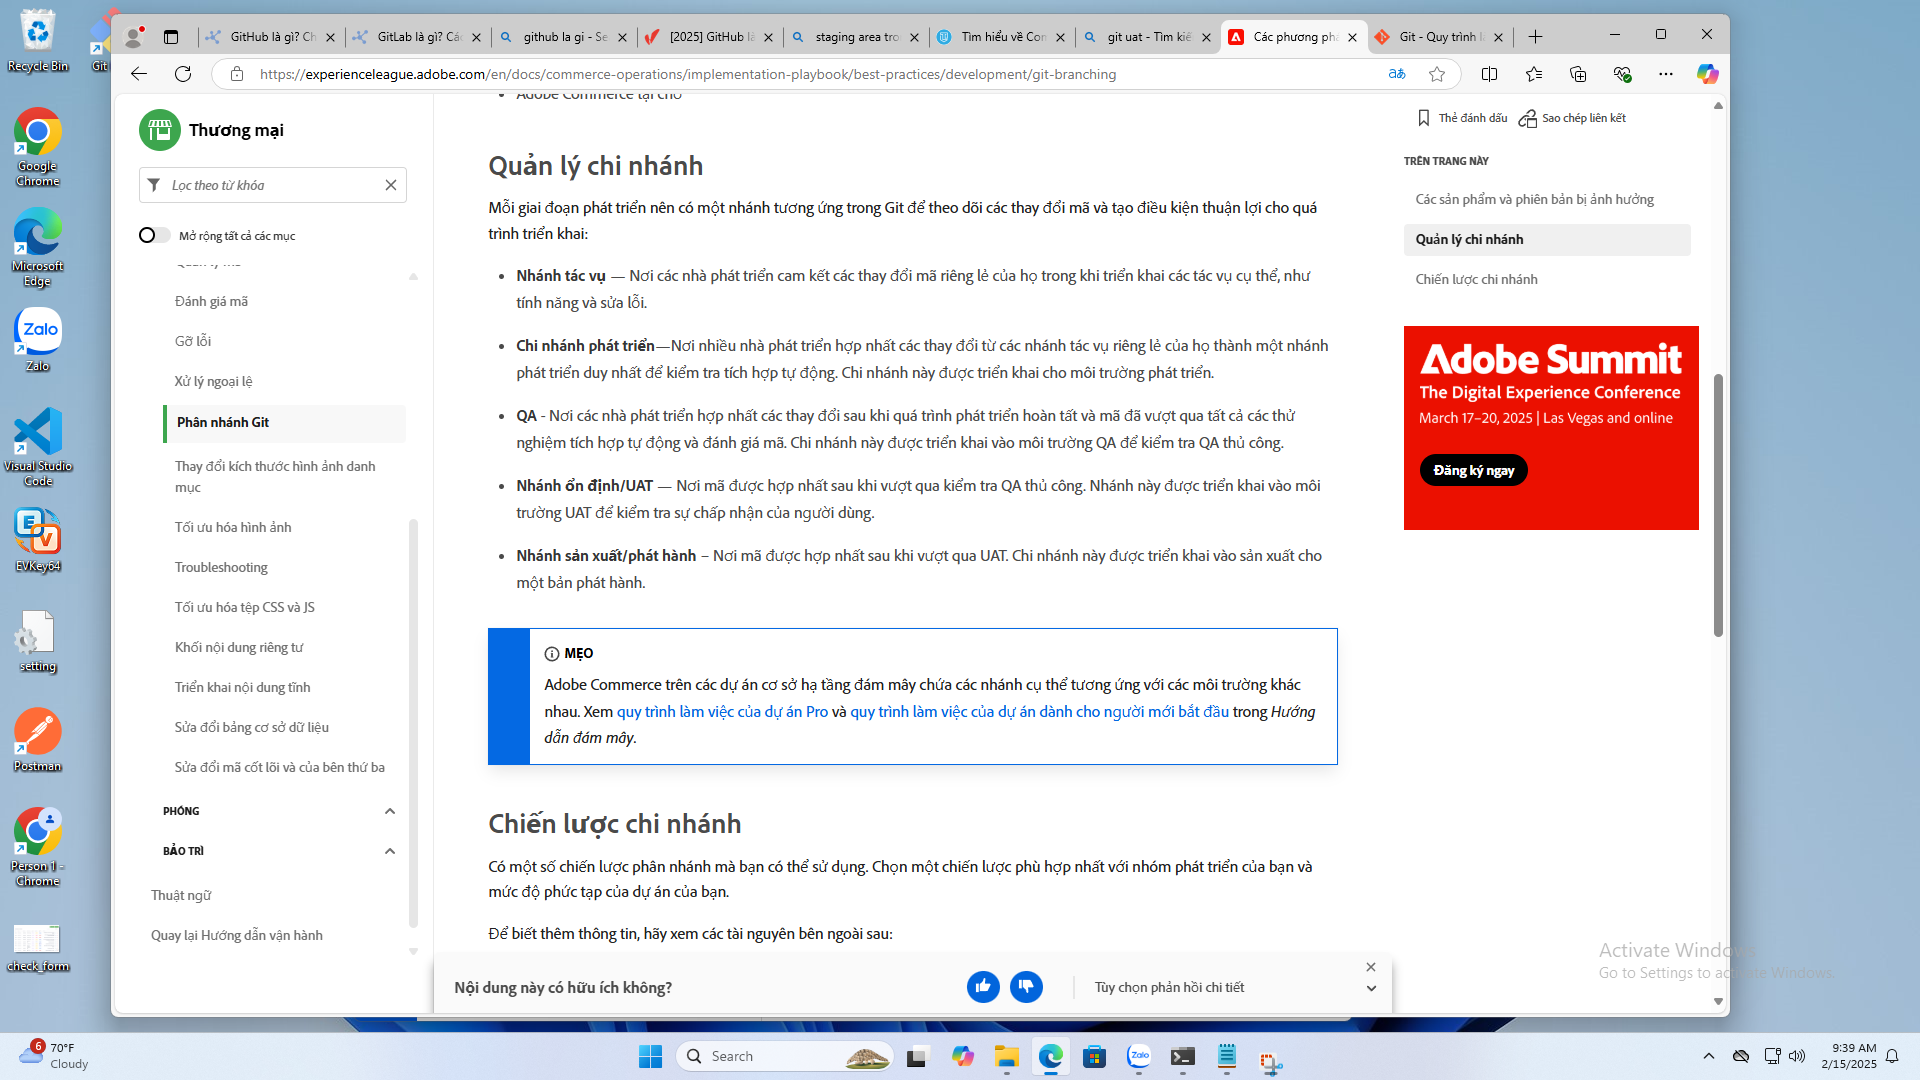 Recycle Bin
Git
Google Chrome
Microsoft Edge
Zalo
Visual Studio Code
EVKey64
setting
Postman
Person 1 - Chrome
check_form
GitHub là gì? Ch
GitLab là gì? Các
github la gi - Se
[2025] GitHub là
staging area tro
Tìm hiểu về Con
git uat - Tìm kiế
Các phương phá
Git - Quy trình l
https://experienceleague.adobe.com/en/docs/commerce-operations/implementation-playbook/best-practices/development/git-branching
Thương mại
Lọc theo từ khóa
Mở rộng tất cả các mục
Đánh giá mã
Gỡ lỗi
Xử lý ngoại lệ
Phân nhánh Git
Thay đổi kích thước hình ảnh danh
mục
Tối ưu hóa hình ảnh
Troubleshooting
Tối ưu hóa tệp CSS và JS
Khối nội dung riêng tư
Triển khai nội dung tĩnh
Sửa đổi bảng cơ sở dữ liệu
Sửa đổi mã cốt lõi và của bên thứ ba
PHÓNG
BẢO TRÌ
Thuật ngữ
Quay lại Hướng dẫn vận hành
Adobe Commerce tại chỗ
Quản lý chi nhánh
Mỗi giai đoạn phát triển nên có một nhánh tương ứng trong Git để theo dõi các thay đổi mã và tạo điều kiện thuận lợi cho quá
trình triển khai:
• Nhánh tác vụ — Nơi các nhà phát triển cam kết các thay đổi mã riêng lẻ của họ trong khi triển khai các tác vụ cụ thể, như
tính năng và sửa lỗi.
• Chi nhánh phát triển—Nơi nhiều nhà phát triển hợp nhất các thay đổi từ các nhánh tác vụ riêng lẻ của họ thành một nhánh
phát triển duy nhất để kiểm tra tích hợp tự động. Chi nhánh này được triển khai cho môi trường phát triển.
• QA - Nơi các nhà phát triển hợp nhất các thay đổi sau khi quá trình phát triển hoàn tất và mã đã vượt qua tất cả các thử
nghiệm tích hợp tự động và đánh giá mã. Chi nhánh này được triển khai vào môi trường QA để kiểm tra QA thủ công.
• Nhánh ổn định/UAT — Nơi mã được hợp nhất sau khi vượt qua kiểm tra QA thủ công. Nhánh này được triển khai vào môi
trường UAT để kiểm tra sự chấp nhận của người dùng.
• Nhánh sản xuất/phát hành – Nơi mã được hợp nhất sau khi vượt qua UAT. Chi nhánh này được triển khai vào sản xuất cho
một bản phát hành.
MẸO
Adobe Commerce trên các dự án cơ sở hạ tầng đám mây chứa các nhánh cụ thể tương ứng với các môi trường khác
nhau. Xem quy trình làm việc của dự án Pro và quy trình làm việc của dự án dành cho người mới bắt đầu trong Hướng
dẫn đám mây.
Chiến lược chi nhánh
Có một số chiến lược phân nhánh mà bạn có thể sử dụng. Chọn một chiến lược phù hợp nhất với nhóm phát triển của bạn và
mức độ phức tạp của dự án của bạn.
Để biết thêm thông tin, hãy xem các tài nguyên bên ngoài sau:
Nội dung này có hữu ích không?
Tùy chọn phản hồi chi tiết
Thẻ đánh dấu
Sao chép liên kết
TRÊN TRANG NÀY
Các sản phẩm và phiên bản bị ảnh hưởng
Quản lý chi nhánh
Chiến lược chi nhánh
Adobe Summit
The Digital Experience Conference
March 17–20, 2025 | Las Vegas and online
Đăng ký ngay
Activate Windows
Go to Settings to activate Windows.
6
70°F
Cloudy
Search
Zalo
9:39 AM
2/15/2025